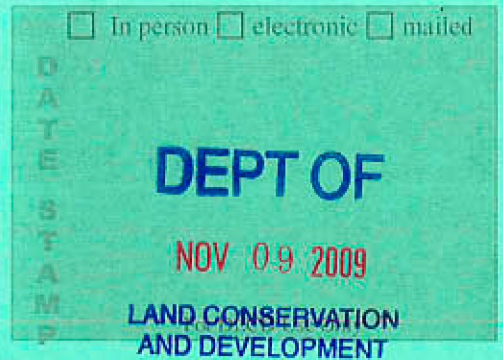 ☐ In person ☐ electronic ☐ mailed
DATE STAMP
DEPT OF
NOV 09 2009
LAND CONSERVATION
AND DEVELOPMENT